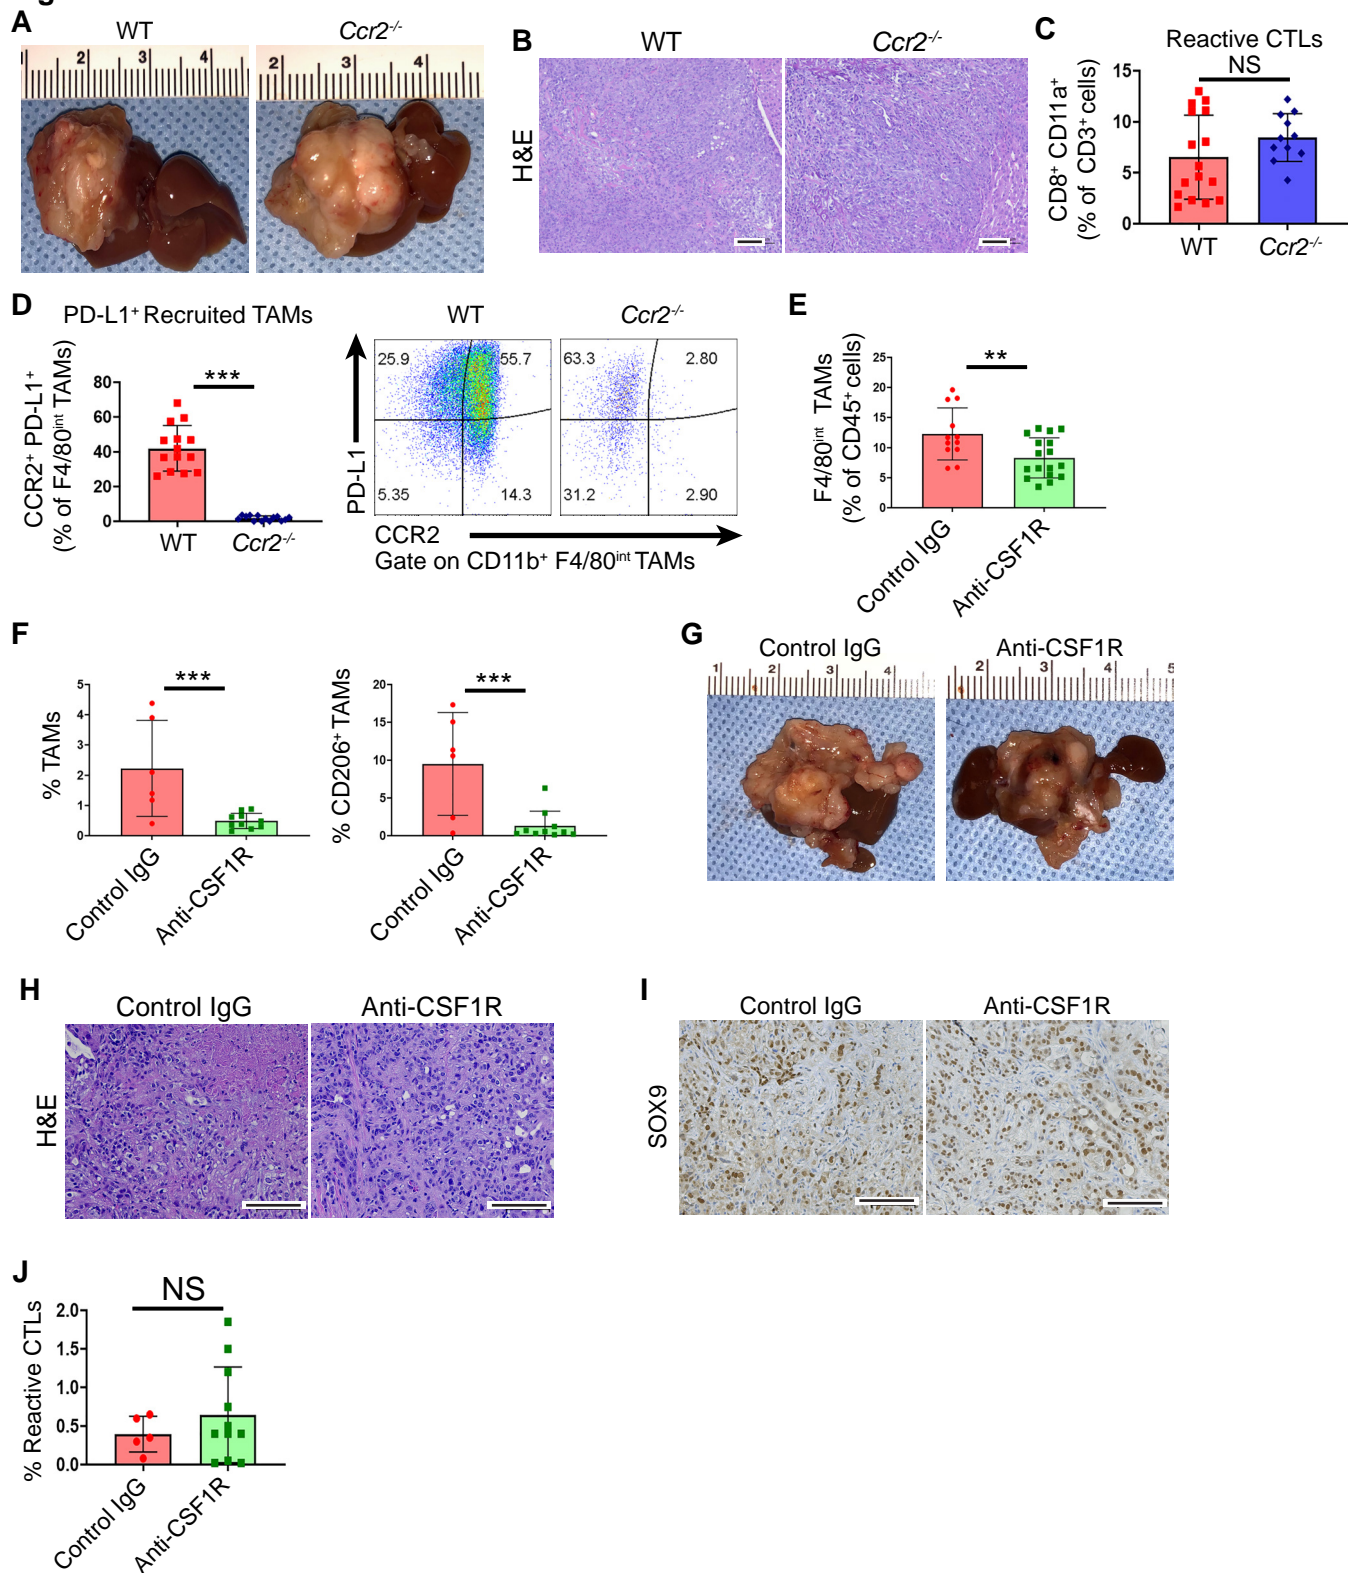 A
WT
Ccr2-/-
2 3 4
2 3 4
B
WT
Ccr2-/-
H&E
C
Reactive CTLs
NS
CD8+ CD11a+
(% of CD3+ cells)
15
10
5
0
WT
Ccr2-/-
D
PD-L1+ Recruited TAMs
***
CCR2+ PD-L1+
(% of F4/80int TAMs)
80
60
40
20
0
WT
Ccr2-/-
WT
Ccr2-/-
25.9 55.7
5.35 14.3
63.3 2.80
31.2 2.90
PD-L1
CCR2
Gate on CD11b+ F4/80int TAMs
E
**
F4/80int TAMs
(% of CD45+ cells)
25
20
15
10
5
0
Control IgG
Anti-CSF1R
F
***
% TAMs
5
4
3
2
1
0
Control IgG
Anti-CSF1R
***
% CD206+ TAMs
20
15
10
5
0
Control IgG
Anti-CSF1R
G
Control IgG
Anti-CSF1R
1 2 3 4
2 3 4 5
H
Control IgG
Anti-CSF1R
H&E
I
Control IgG
Anti-CSF1R
SOX9
J
NS
% Reactive CTLs
2.0
1.5
1.0
0.5
0.0
Control IgG
Anti-CSF1R